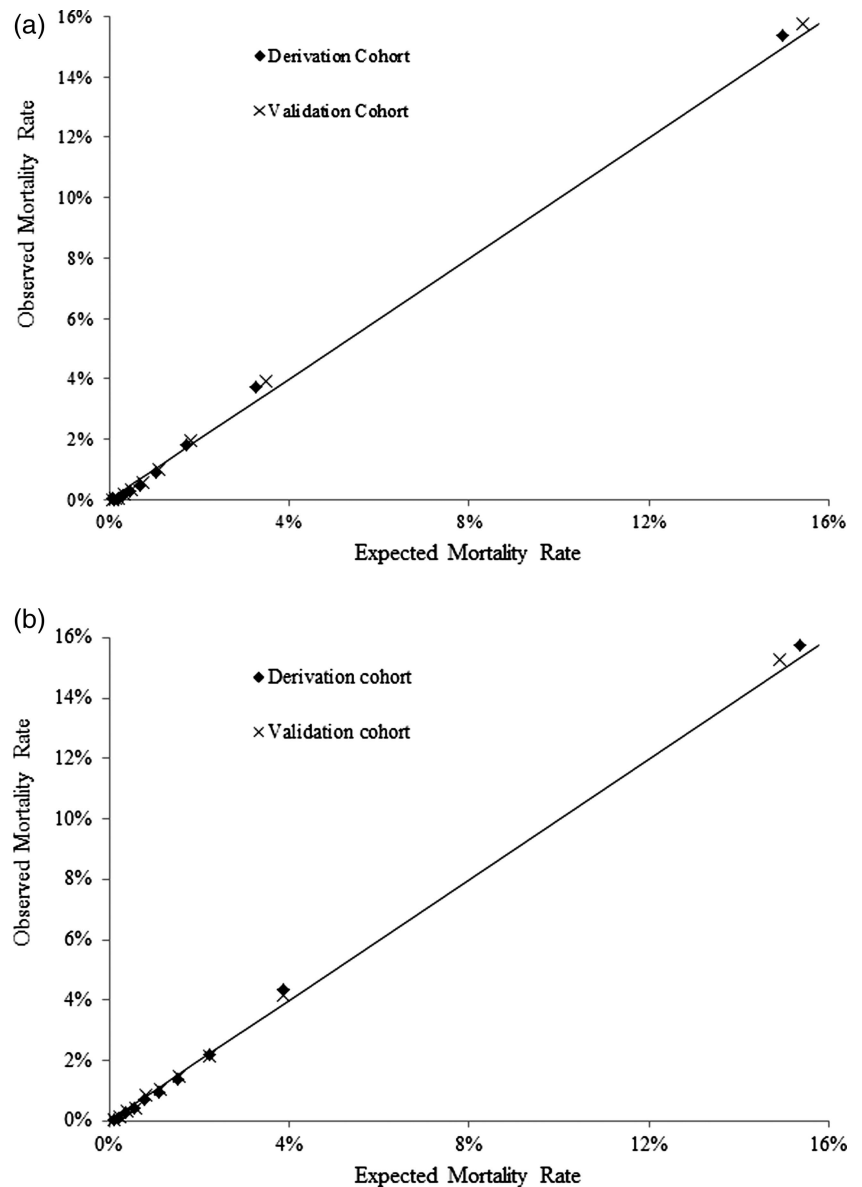 (a)
16%
14%
12%
10%
8%
6%
4%
2%
0%
Observed Mortality Rate
Derivation Cohort
Validation Cohort
0% 4% 8% 12% 16%
Expected Mortality Rate
(b)
16%
14%
12%
10%
8%
6%
4%
2%
0%
Observed Mortality Rate
Derivation cohort
Validation cohort
0% 4% 8% 12% 16%
Expected Mortality Rate